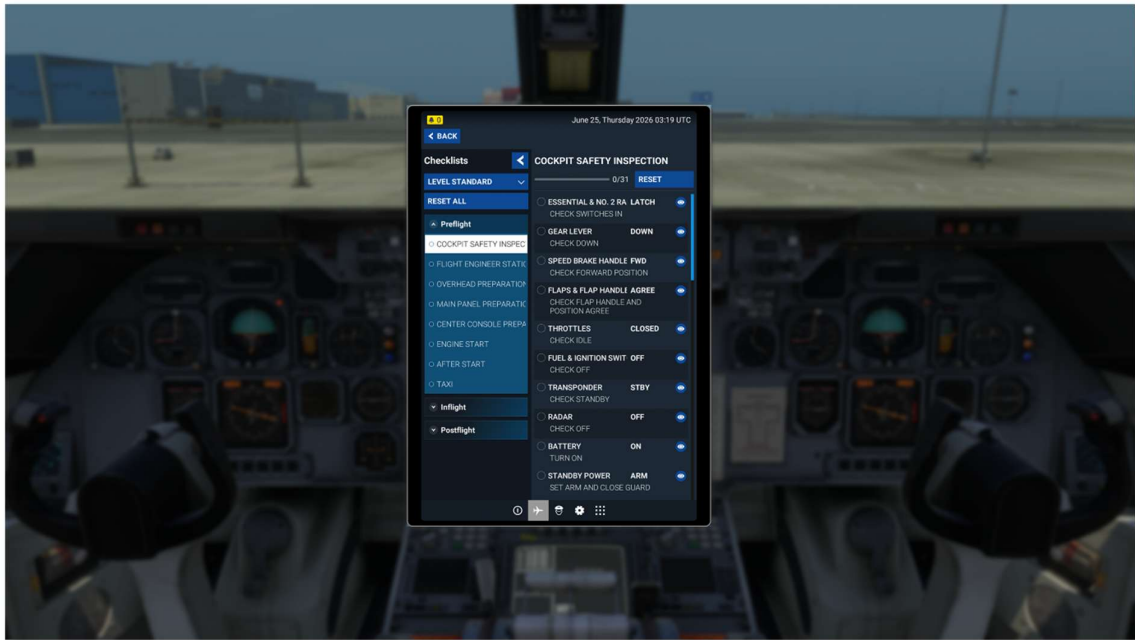 0
June 25, Thursday 2026 03:19 UTC
BACK
Checklists
LEVEL STANDARD
RESET ALL
Preflight
COCKPIT SAFETY INSPEC
FLIGHT ENGINEER STATIC
OVERHEAD PREPARATION
MAIN PANEL PREPARATIC
CENTER CONSOLE PREPA
ENGINE START
AFTER START
TAXI
Inflight
Postflight
COCKPIT SAFETY INSPECTION
0/31 RESET
ESSENTIAL & NO. 2 RA LATCH
CHECK SWITCHES IN
GEAR LEVER DOWN
CHECK DOWN
SPEED BRAKE HANDLE FWD
CHECK FORWARD POSITION
FLAPS & FLAP HANDLE AGREE
CHECK FLAP HANDLE AND
POSITION AGREE
THROTTLES CLOSED
CHECK IDLE
FUEL & IGNITION SWIT OFF
CHECK OFF
TRANSPONDER STBY
CHECK STANDBY
RADAR OFF
CHECK OFF
BATTERY ON
TURN ON
STANDBY POWER ARM
SET ARM AND CLOSE GUARD